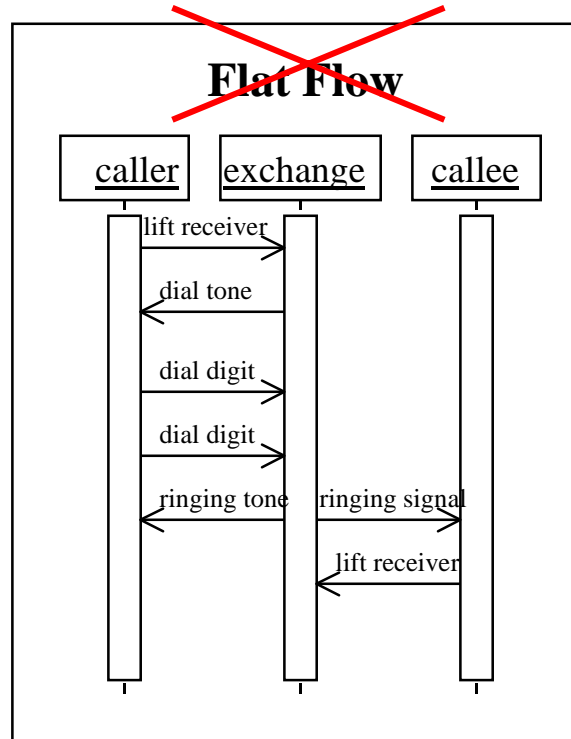 Flat Flow
caller exchange callee
lift receiver
dial tone
dial digit
dial digit
ringing tone ringing signal
lift receiver